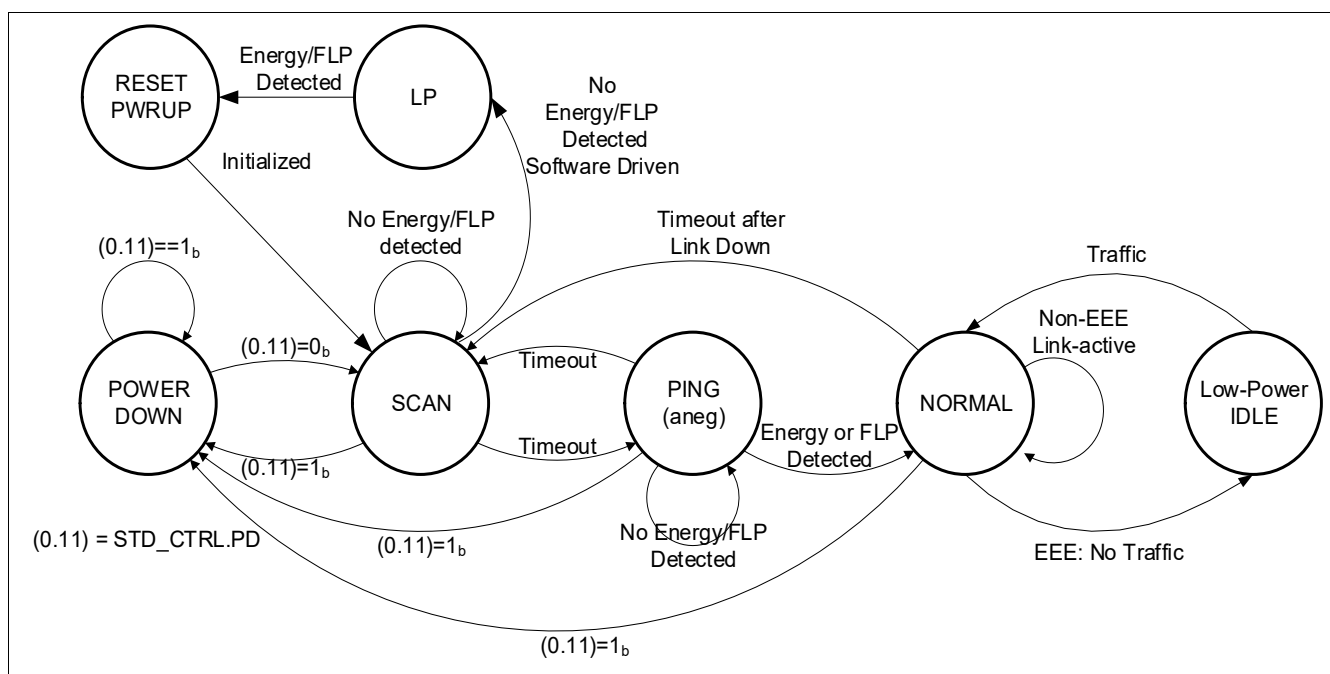 RESET
PWRUP
Energy/FLP
Detected
LP
No
Energy/FLP
Detected
Software Driven
Initialized
(0.11)==1b
No Energy/FLP
detected
Timeout after
Link Down
Traffic
Non-EEE
Link-active
(0.11)=0b
POWER
DOWN
SCAN
Timeout
PING
(aneg)
NORMAL
Low-Power
IDLE
Timeout
Energy or FLP
Detected
(0.11)=1b
(0.11) = STD_CTRL.PD
(0.11)=1b
No Energy/FLP
Detected
EEE: No Traffic
(0.11)=1b